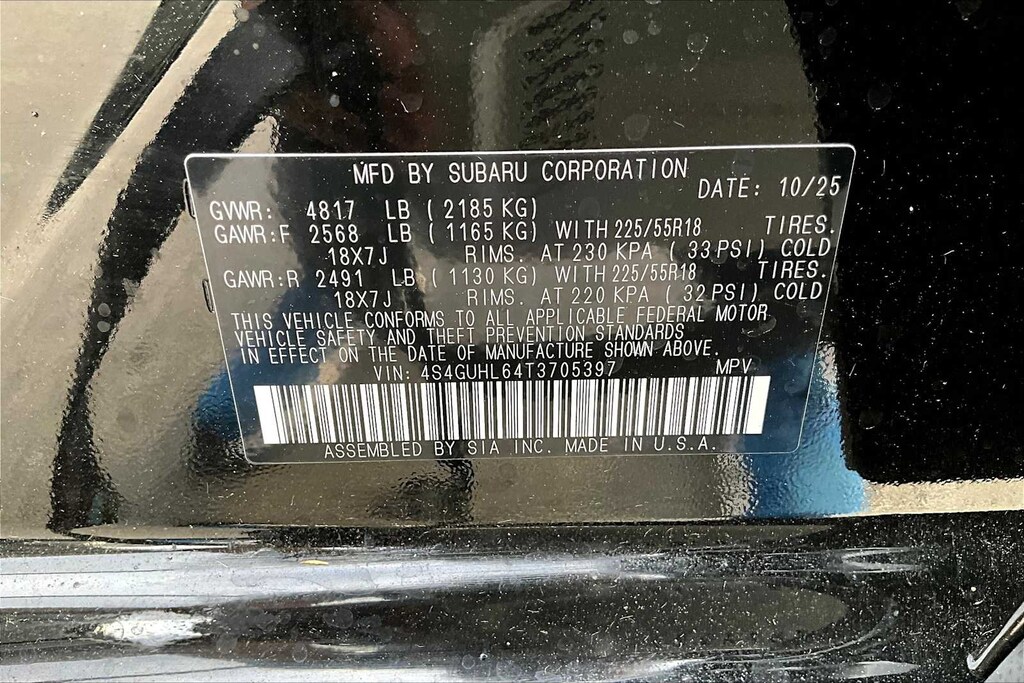 MFD BY SUBARU CORPORATION
DATE: 10/25
GVWR: 4817 LB (2185 KG)
GAWR:F 2568 LB (1165 KG) WITH 225/55R18 TIRES.
18X7J RIMS. AT 230 KPA (33 PSI) COLD
GAWR:R 2491 LB (1130 KG) WITH 225/55R18 TIRES.
18X7J RIMS. AT 220 KPA (32 PSI) COLD
THIS VEHICLE CONFORMS TO ALL APPLICABLE FEDERAL MOTOR
VEHICLE SAFETY AND THEFT PREVENTION STANDARDS
IN EFFECT ON THE DATE OF MANUFACTURE SHOWN ABOVE.
VIN: 4S4GUHL64T3705397 MPV
ASSEMBLED BY SIA INC. MADE IN U.S.A.